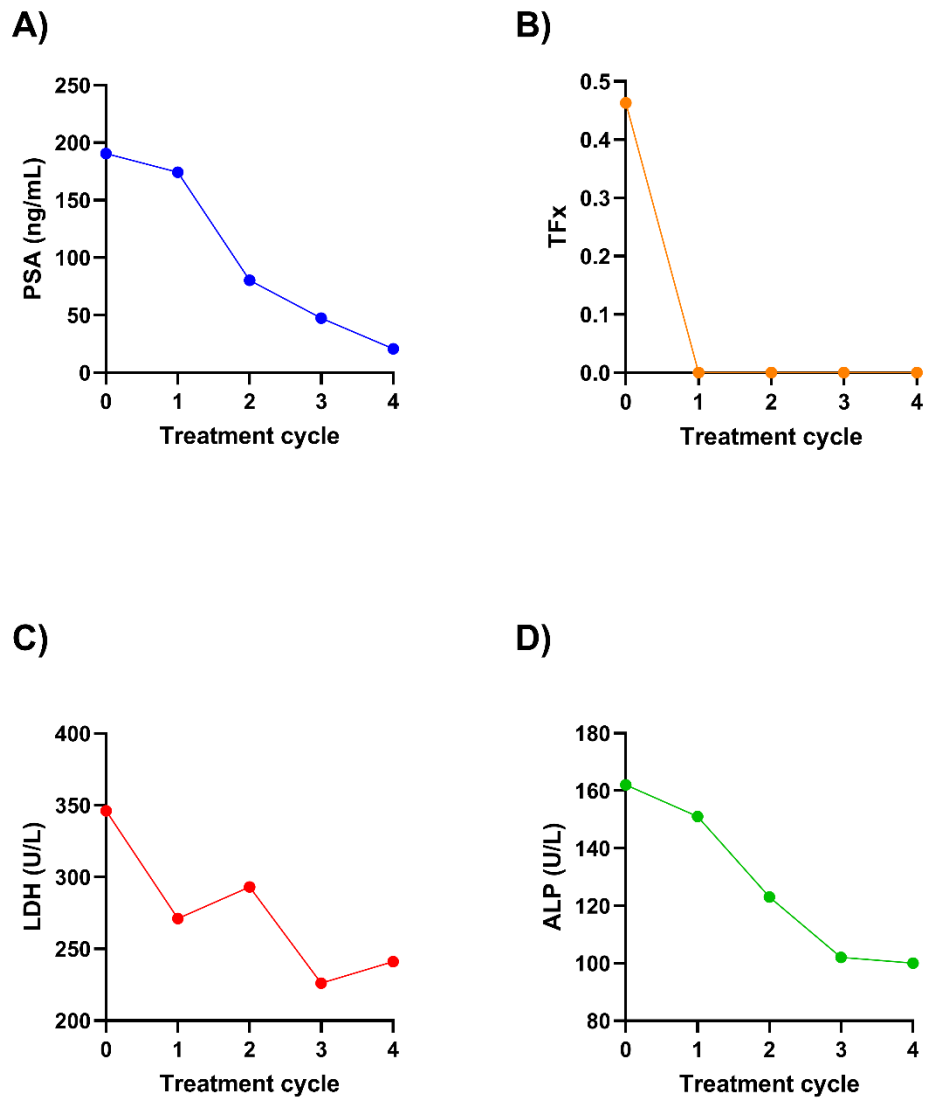 A)
PSA (ng/mL)
250
200
150
100
50
0
0 1 2 3 4
Treatment cycle
B)
TFx
0.5
0.4
0.3
0.2
0.1
0.0
0 1 2 3 4
Treatment cycle
C)
LDH (U/L)
400
350
300
250
200
0 1 2 3 4
Treatment cycle
D)
ALP (U/L)
180
160
140
120
100
80
0 1 2 3 4
Treatment cycle